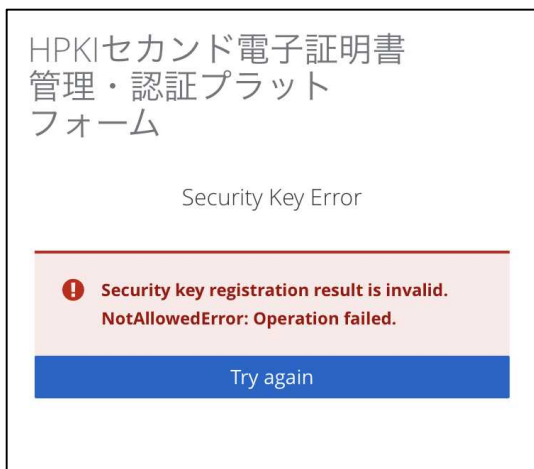 HPKIセカンド電子証明書
管理・認証プラット
フォーム
Security Key Error
Security key registration result is invalid.
NotAllowedError: Operation failed.
Try again